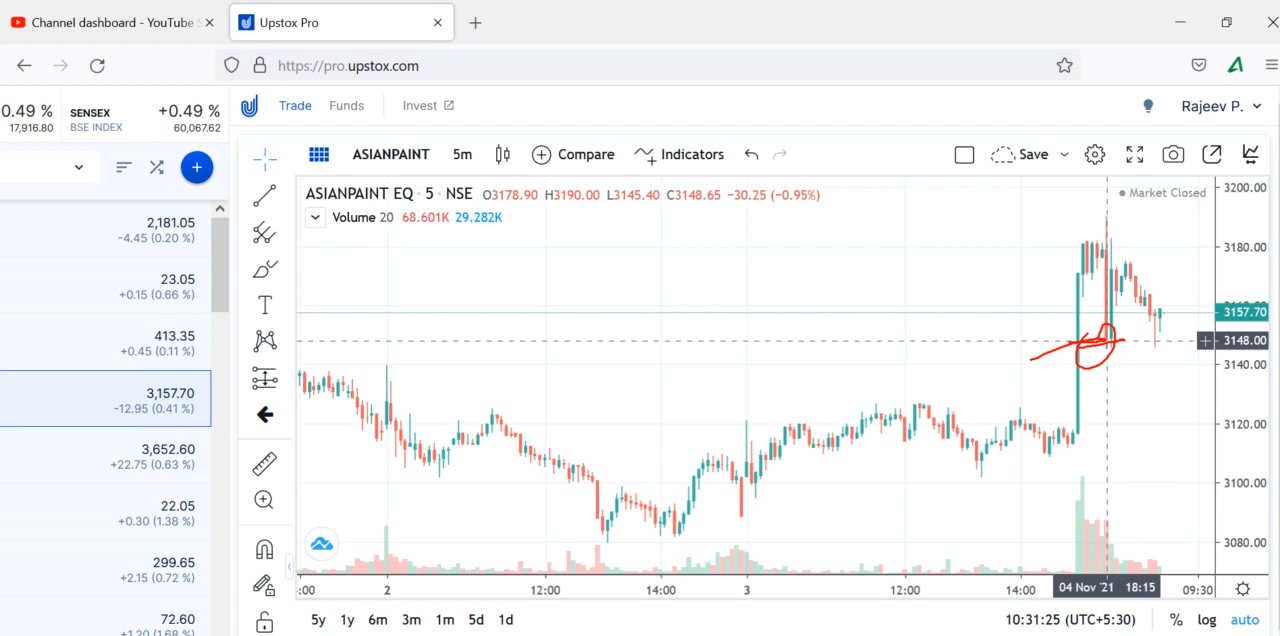 Channel dashboard - YouTube S
Upstox Pro
https://pro.upstox.com
0.49 %
17,916.80
SENSEX
BSE INDEX
+0.49 %
60,067.62
Trade
Funds
Invest
Rajeev P.
ASIANPAINT
5m
Compare
Indicators
Save
2,181.05
-4.45 (0.20 %)
23.05
+0.15 (0.66 %)
413.35
+0.45 (0.11 %)
3,157.70
-12.95 (0.41 %)
3,652.60
+22.75 (0.63 %)
22.05
+0.30 (1.38 %)
299.65
+2.15 (0.72 %)
72.60
+1.20 (1.68 %)
ASIANPAINT EQ · 5 · NSE O3178.90 H3190.00 L3145.40 C3148.65 −30.25 (−0.95%)
Market Closed
Volume 20 68.601K 29.282K
3200.00
3180.00
3157.70
3148.00
3140.00
3120.00
3100.00
3080.00
:00
2
12:00
14:00
3
12:00
14:00
04 Nov '21 18:15
09:30
5y 1y 6m 3m 1m 5d 1d
10:31:25 (UTC+5:30)
% log auto